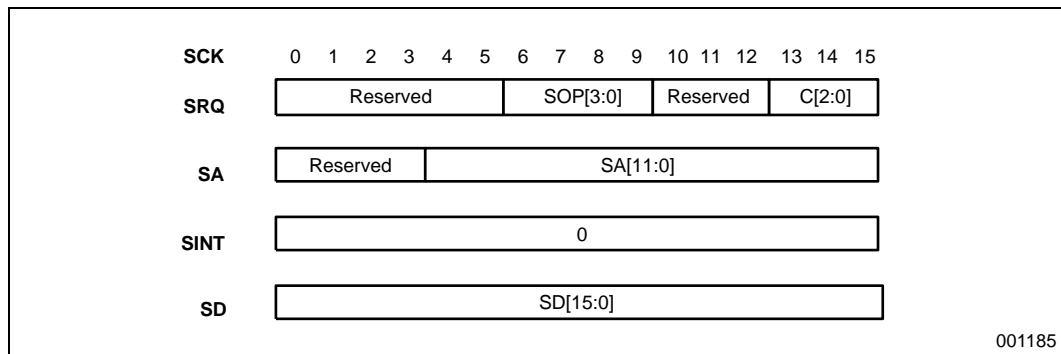 SCK 0 1 2 3 4 5 6 7 8 9 10 11 12 13 14 15
SRQ Reserved SOP[3:0] Reserved C[2:0]
SA Reserved SA[11:0]
SINT 0
SD SD[15:0]
001185